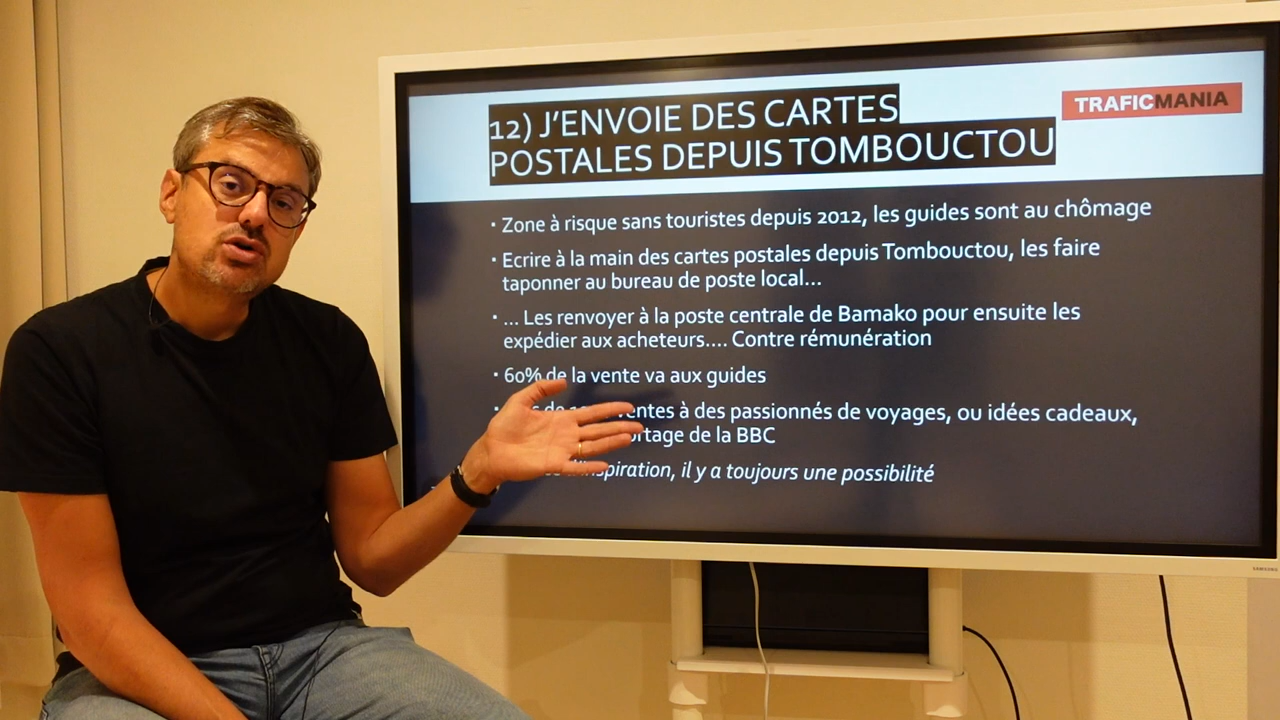 12) J'ENVOIE DES CARTES
POSTALES DEPUIS TOMBOUCTOU
TRAFICMANIA
· Zone à risque sans touristes depuis 2012, les guides sont au chômage
· Ecrire à la main des cartes postales depuis Tombouctou, les faire
taponner au bureau de poste local...
· ... Les renvoyer à la poste centrale de Bamako pour ensuite les
expédier aux acheteurs.... Contre rémunération
· 60% de la vente va aux guides
de ventes à des passionnés de voyages, ou idées cadeaux,
de la BBC
d'inspiration, il y a toujours une possibilité
SAMSUNG